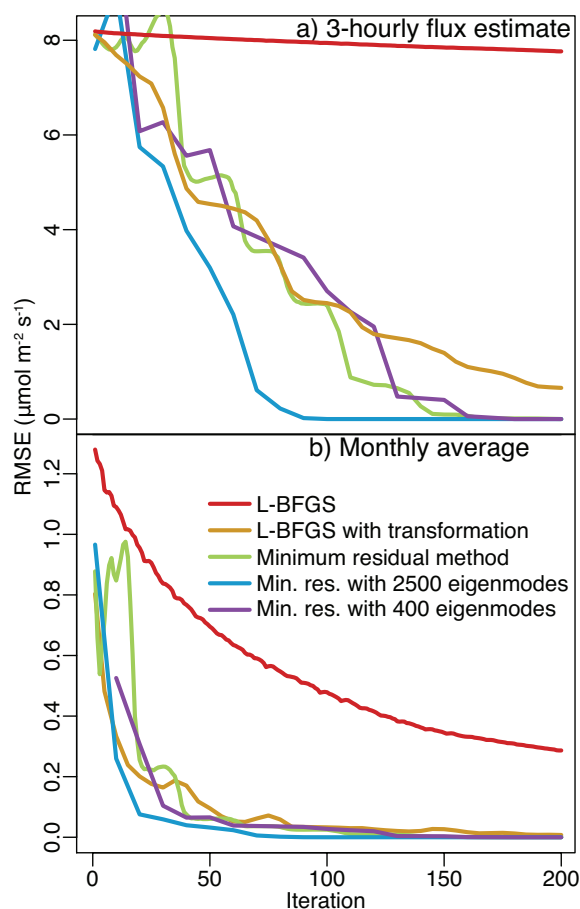 a) 3-hourly flux estimate
8
6
4
2
0
RMSE (μmol m⁻² s⁻¹)
b) Monthly average
1.2
1.0
0.8
0.6
0.4
0.2
0.0
L-BFGS
L-BFGS with transformation
Minimum residual method
Min. res. with 2500 eigenmodes
Min. res. with 400 eigenmodes
0 50 100 150 200
Iteration